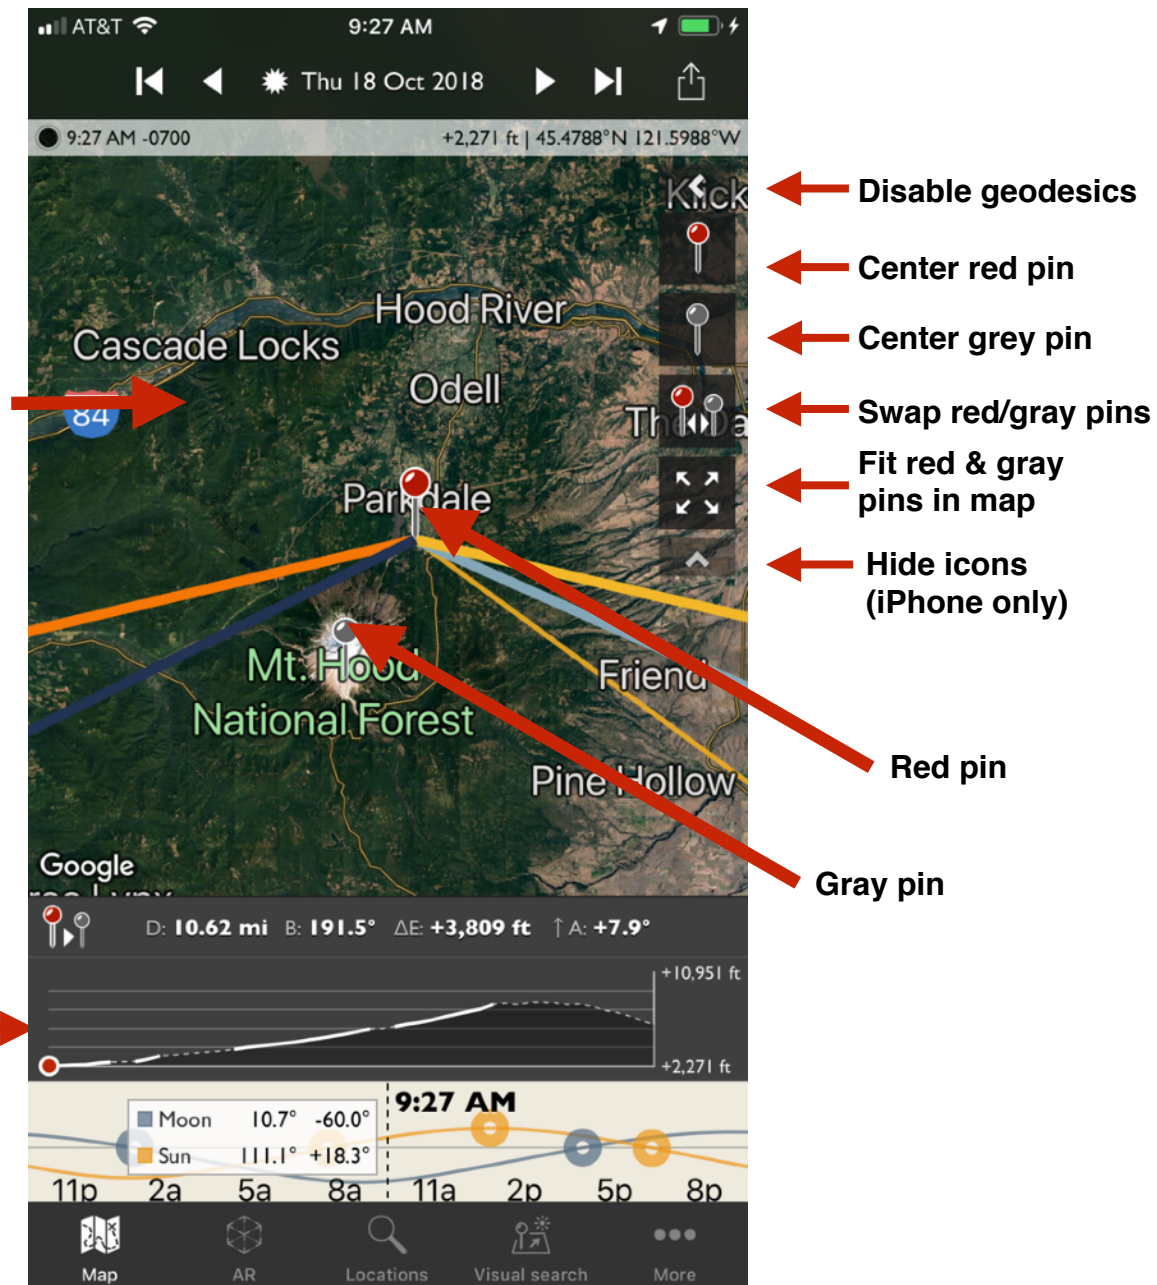 AT&T
9:27 AM
Thu 18 Oct 2018
9:27 AM -0700
+2,271 ft | 45.4788°N 121.5988°W
Disable geodesics
Center red pin
Hood River
Cascade Locks
Center grey pin
Odell
84
Swap red/gray pins
Fit red & gray
pins in map
Parkdale
Hide icons
(iPhone only)
Mt. Hood
National Forest
Friend
Red pin
Pine Hollow
Google
Gray pin
D: 10.62 mi B: 191.5° ΔE: +3,809 ft ↑ A: +7.9°
+10,951 ft
+2,271 ft
9:27 AM
Moon 10.7° -60.0°
Sun 111.1° +18.3°
11p 2a 5a 8a 11a 2p 5p 8p
Map AR Locations Visual search More